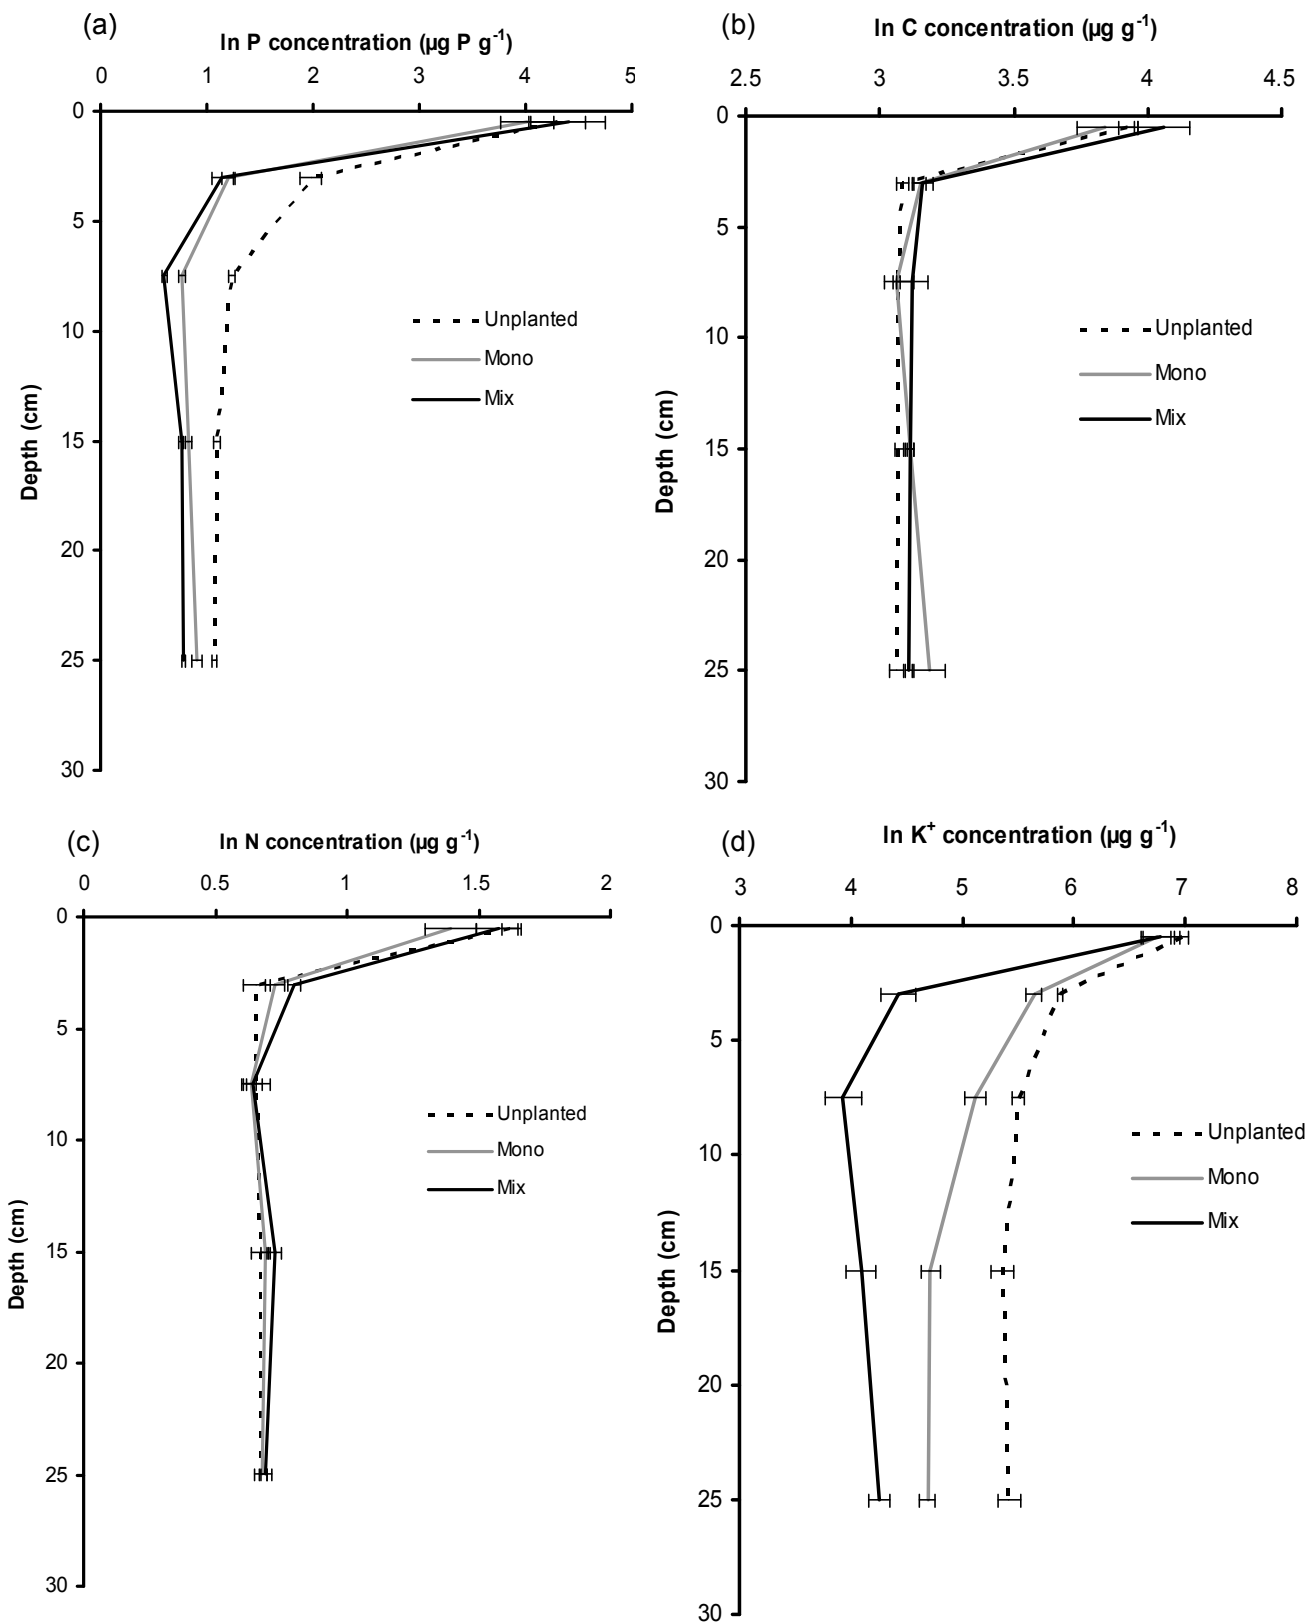 (a)
ln P concentration (µg P g-1)
0 1 2 3 4 5
0
5
10
15
20
25
30
Depth (cm)
Unplanted
Mono
Mix
(b)
ln C concentration (µg g-1)
2.5 3 3.5 4 4.5
0
5
10
15
20
25
30
Depth (cm)
Unplanted
Mono
Mix
(c)
ln N concentration (µg g-1)
0 0.5 1 1.5 2
0
5
10
15
20
25
30
Depth (cm)
Unplanted
Mono
Mix
(d)
ln K+ concentration (µg g-1)
3 4 5 6 7 8
0
5
10
15
20
25
30
Depth (cm)
Unplanted
Mono
Mix